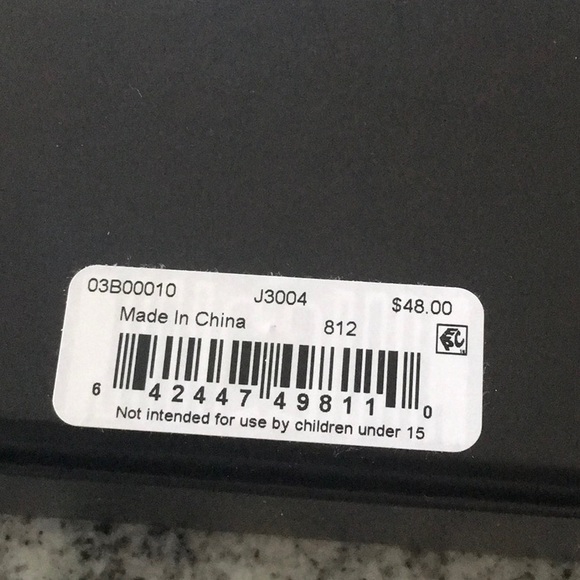 03B00010 J3004 $48.00
Made In China 812
6 42447 49811 0
Not intended for use by children under 15